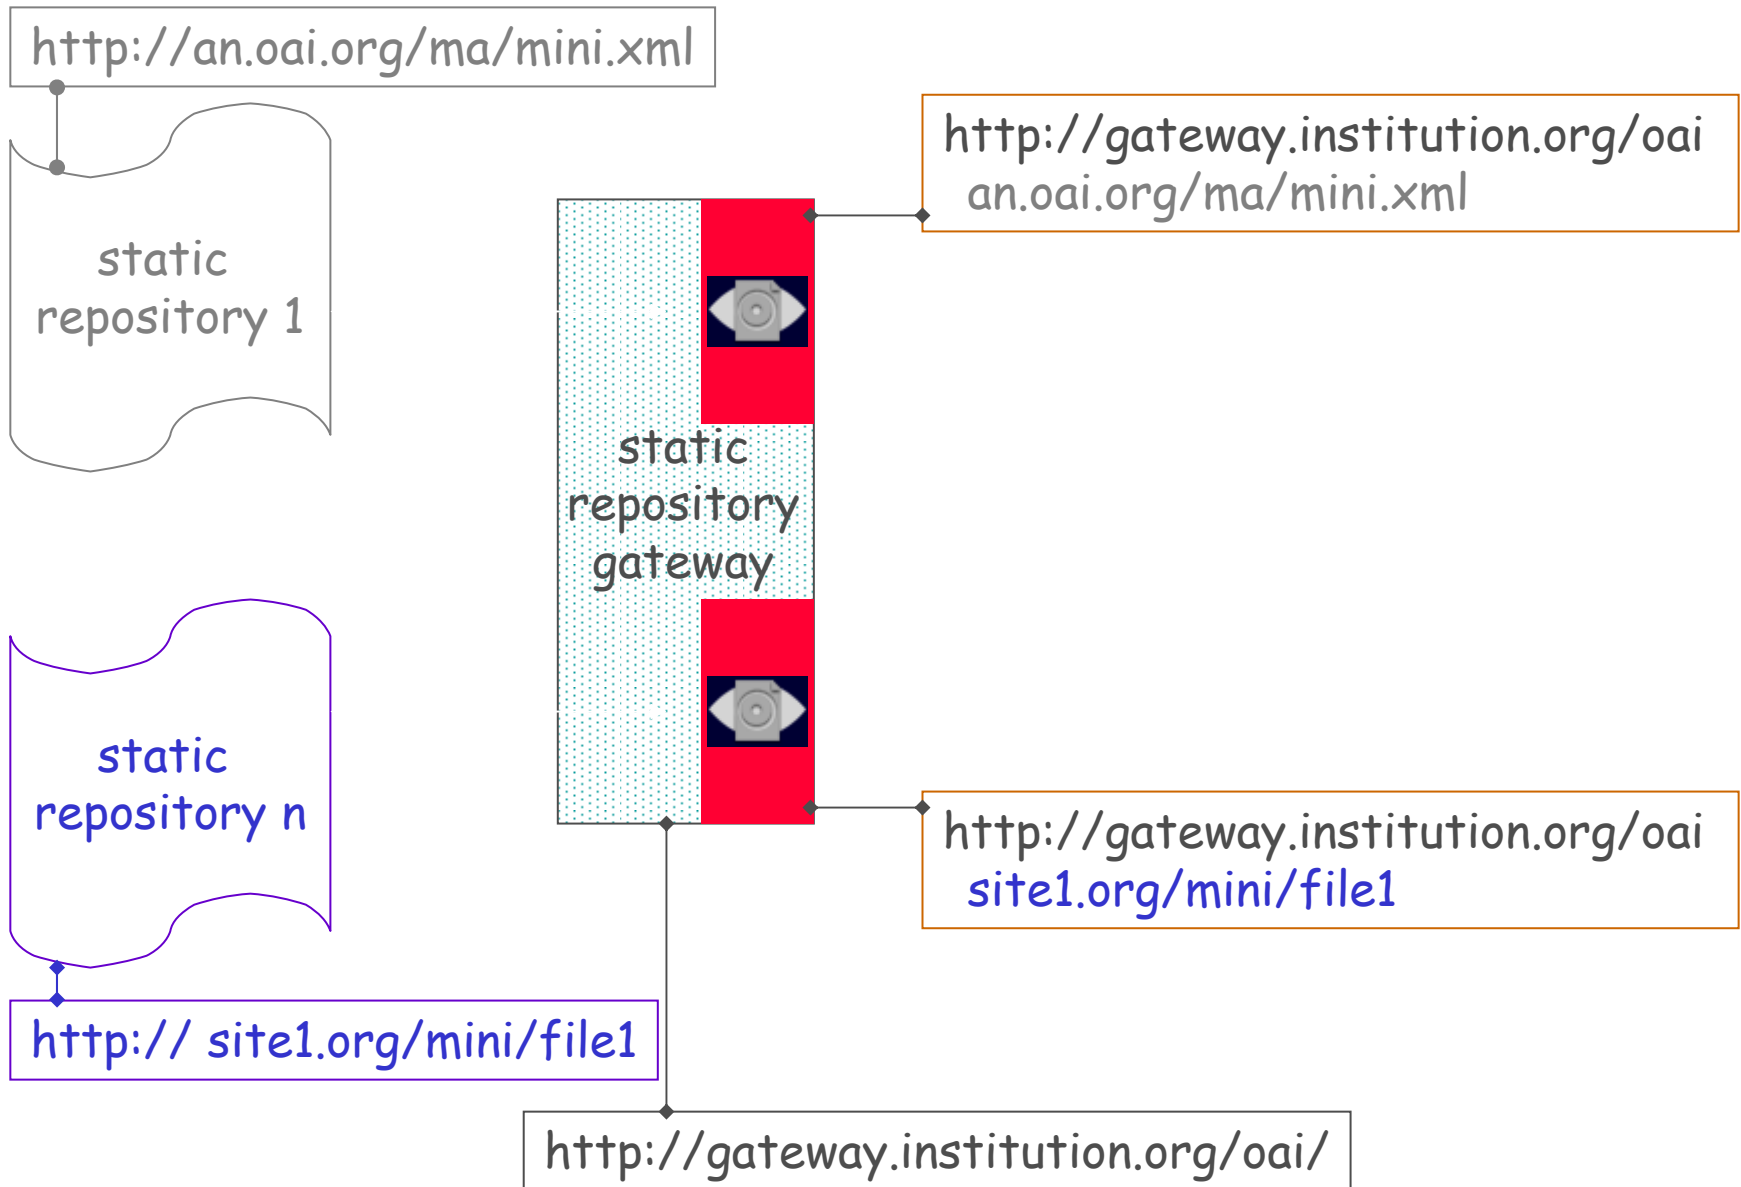 http://an.oai.org/ma/mini.xml
static
repository 1
http://gateway.institution.org/oai
an.oai.org/ma/mini.xml
static
repository
gateway
static
repository n
http://gateway.institution.org/oai
site1.org/mini/file1
http:// site1.org/mini/file1
http://gateway.institution.org/oai/